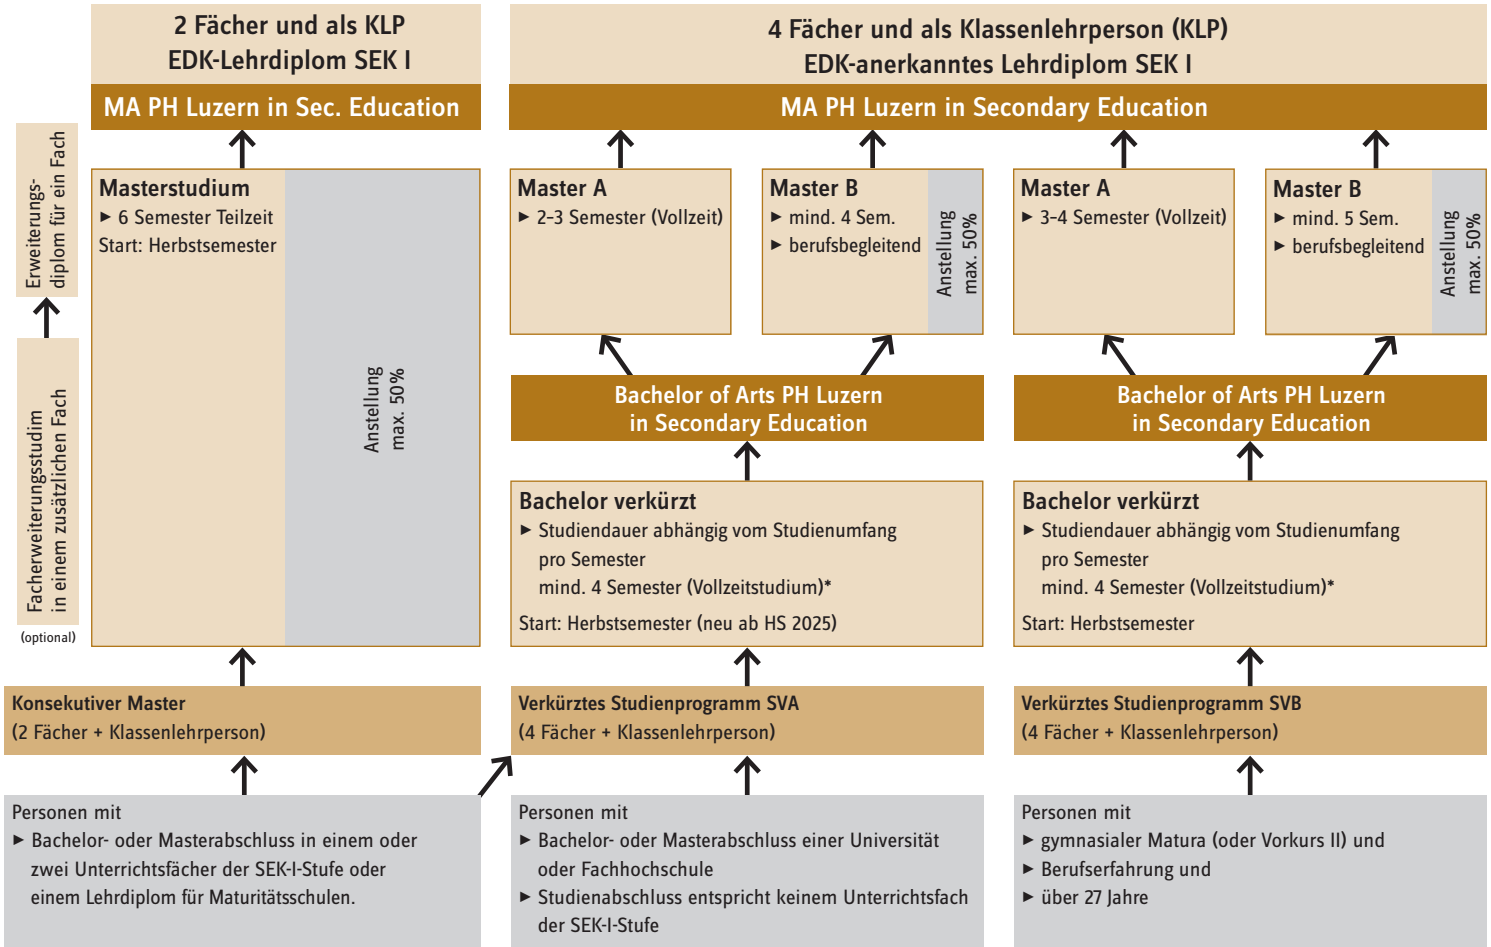 2 Fächer und als KLP
EDK-Lehrdiplom SEK I
MA PH Luzern in Sec. Education
4 Fächer und als Klassenlehrperson (KLP)
EDK-anerkanntes Lehrdiplom SEK I
MA PH Luzern in Secondary Education
Erweiterungs-
diplom für ein Fach
Facherweiterungsstudim
in einem zusätzlichen Fach
(optional)
Masterstudium
► 6 Semester Teilzeit
Start: Herbstsemester
Anstellung
max. 50%
Master A
► 2–3 Semester (Vollzeit)
Master B
► mind. 4 Sem.
► berufsbegleitend
Anstellung
max. 50%
Master A
► 3–4 Semester (Vollzeit)
Master B
► mind. 5 Sem.
► berufsbegleitend
Anstellung
max. 50%
Bachelor of Arts PH Luzern
in Secondary Education
Bachelor of Arts PH Luzern
in Secondary Education
Bachelor verkürzt
► Studiendauer abhängig vom Studienumfang
pro Semester
mind. 4 Semester (Vollzeitstudium)*
Start: Herbstsemester (neu ab HS 2025)
Bachelor verkürzt
► Studiendauer abhängig vom Studienumfang
pro Semester
mind. 4 Semester (Vollzeitstudium)*
Start: Herbstsemester
Konsekutiver Master
(2 Fächer + Klassenlehrperson)
Verkürztes Studienprogramm SVA
(4 Fächer + Klassenlehrperson)
Verkürztes Studienprogramm SVB
(4 Fächer + Klassenlehrperson)
Personen mit
► Bachelor- oder Masterabschluss in einem oder
zwei Unterrichtsfächer der SEK-I-Stufe oder
einem Lehrdiplom für Maturitätsschulen.
Personen mit
► Bachelor- oder Masterabschluss einer Universität
oder Fachhochschule
► Studienabschluss entspricht keinem Unterrichtsfach
der SEK-I-Stufe
Personen mit
► gymnasialer Matura (oder Vorkurs II) und
► Berufserfahrung und
► über 27 Jahre